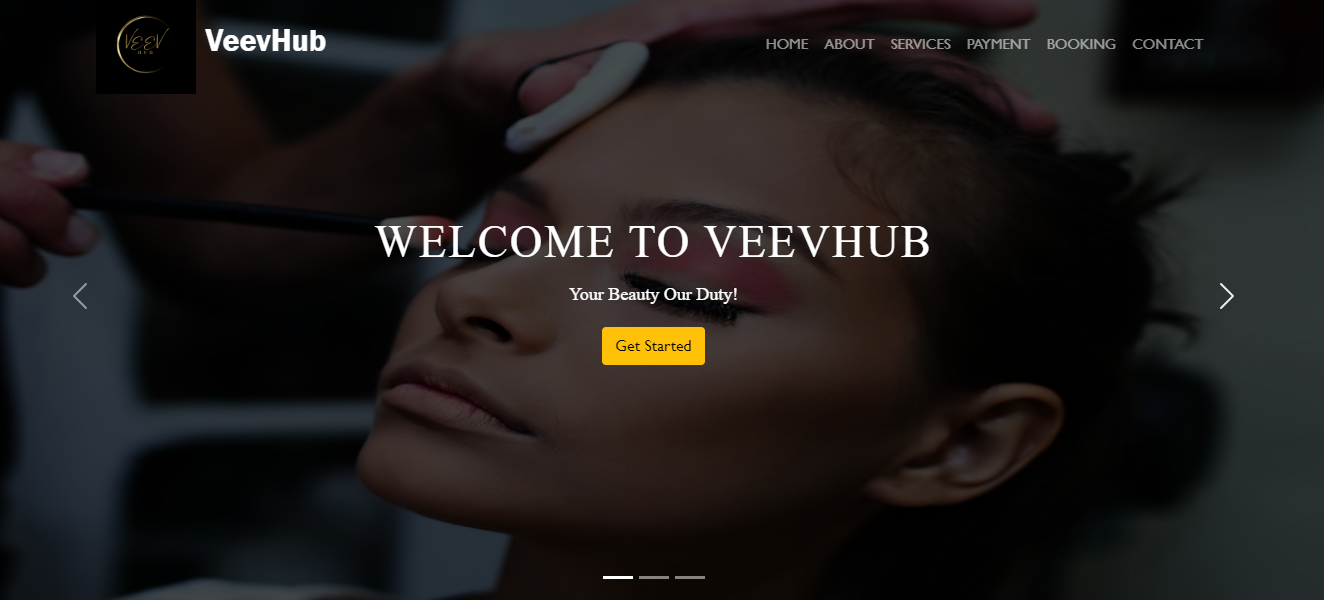 VEEV
HUB
VeevHub
HOME ABOUT SERVICES PAYMENT BOOKING CONTACT
WELCOME TO VEEVHUB
Your Beauty Our Duty!
Get Started